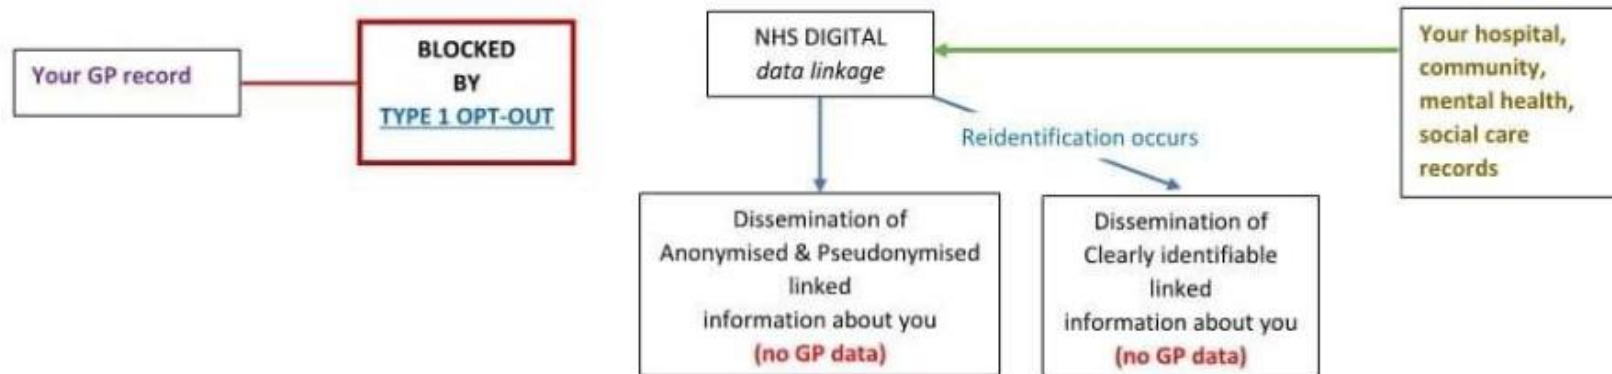 Your GP record
BLOCKED
BY
TYPE 1 OPT-OUT
NHS DIGITAL
data linkage
Your hospital,
community,
mental health,
social care
records
Reidentification occurs
Dissemination of
Anonymised & Pseudonymised
linked
information about you
(no GP data)
Dissemination of
Clearly identifiable
linked
information about you
(no GP data)